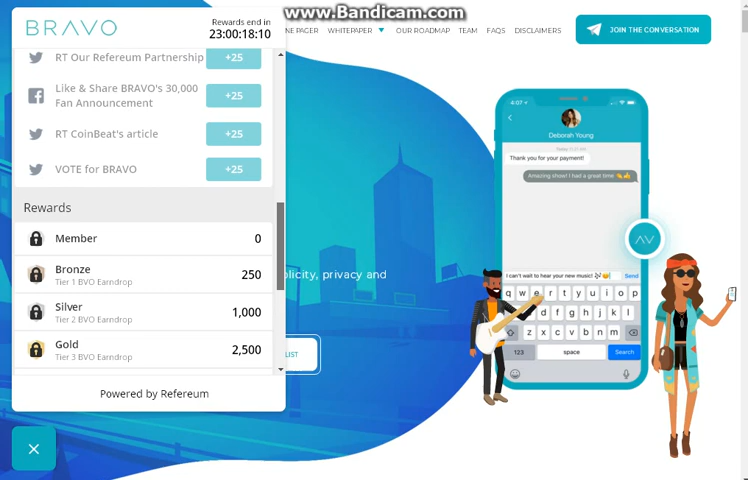 www.Bandicam.com
BRAVO
Rewards end in
23:00:18:10
NE PAPER
WHITEPAPER
OUR ROADMAP
TEAM
FAQS
DISCLAIMERS
JOIN THE CONVERSATION
RT Our Refereum Partnership
+25
Like & Share BRAVO's 30,000
Fan Announcement
+25
RT CoinBeat's article
+25
VOTE for BRAVO
+25
Rewards
Member
0
Bronze
Tier 1 BVO Earndrop
250
Silver
Tier 2 BVO Earndrop
1,000
Gold
Tier 3 BVO Earndrop
2,500
Powered by Refereum
plicity, privacy and
LIST
4:07
Deborah Young
Thank you for your payment!
Amazing show! I had a great time 👏👍
I can't wait to hear your new music! 🎶😊
Send
q w e r t y u i o p
d f g h j k l
z x c v b n m
123
space
Search